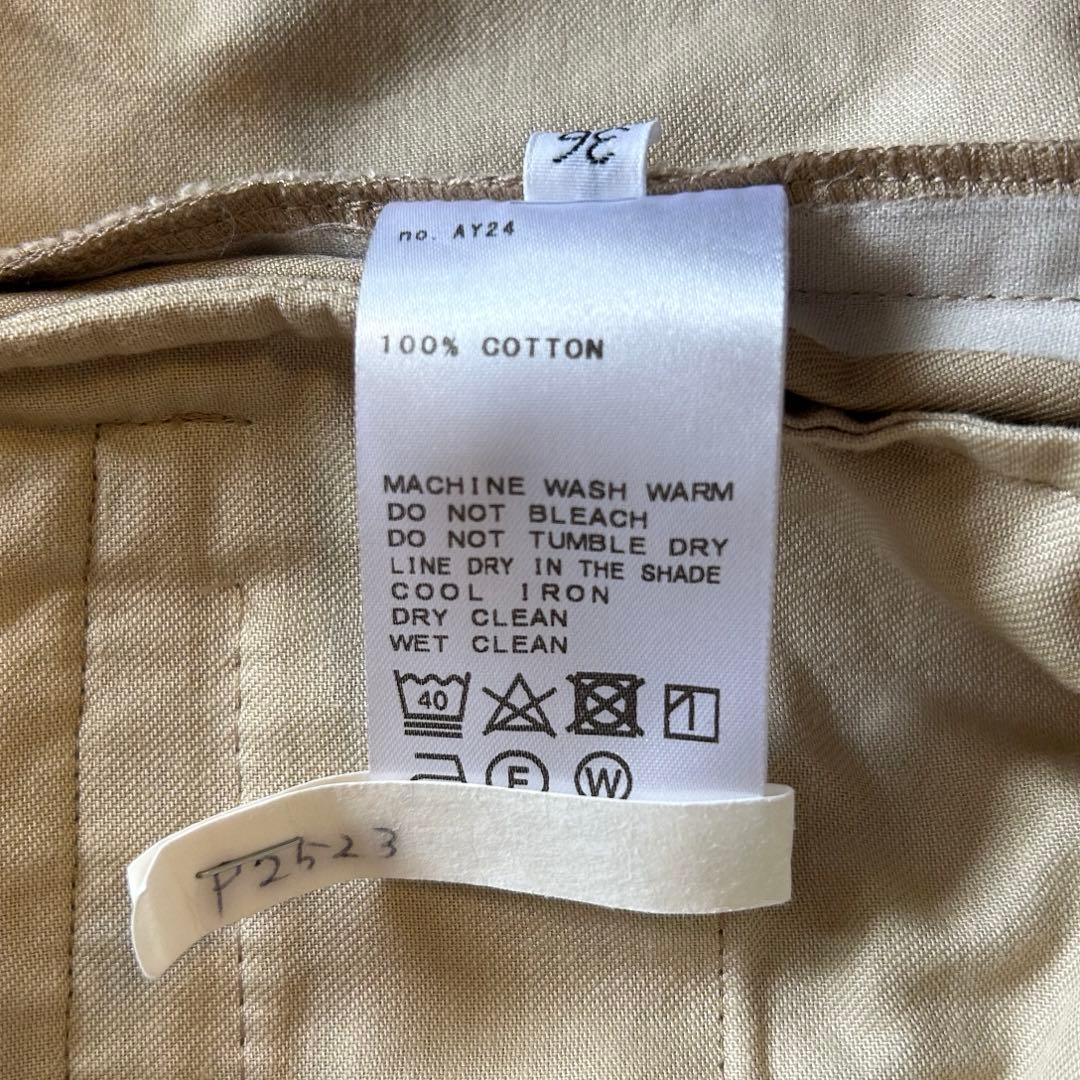 36
no. AY24
100% COTTON
MACHINE WASH WARM
DO NOT BLEACH
DO NOT TUMBLE DRY
LINE DRY IN THE SHADE
COOL IRON
DRY CLEAN
WET CLEAN
40
F W
P2523